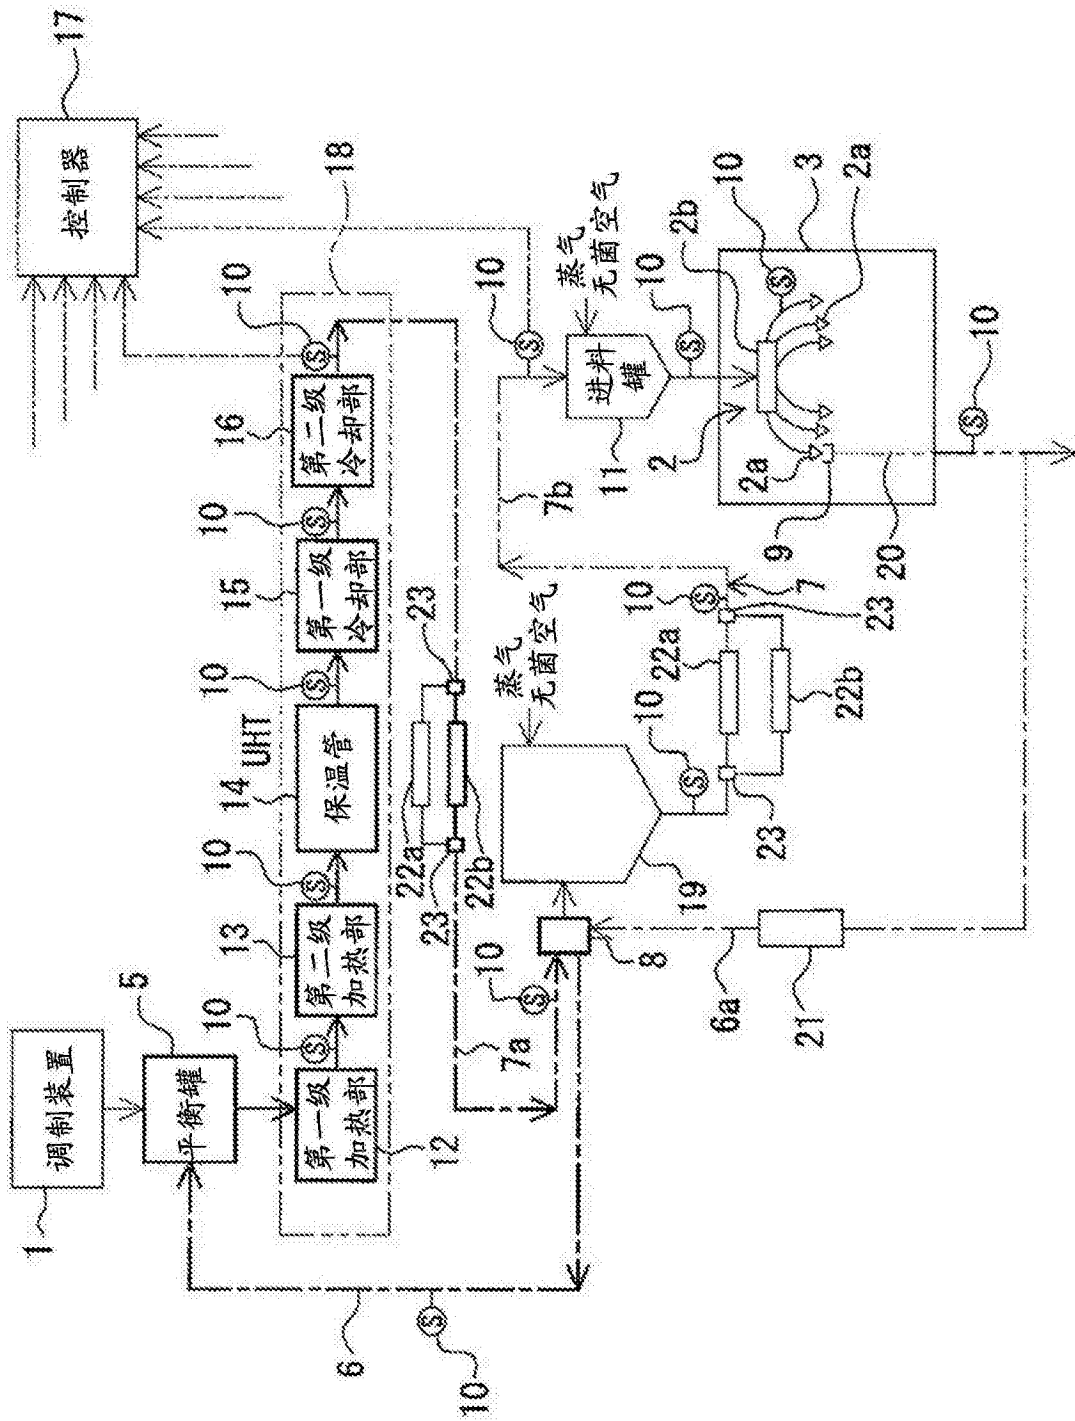 1
调制装置
5
平衡罐
6
10
第一级
加热部
12
10
第二级
加热部
13
10
保温管
14
UHT
10
第一级
冷却部
15
10
第二级
冷却部
16
10
18
控制器
17
22a
22b
23
23
7a
10
8
6a
21
19
蒸气
无菌空气
10
23
22a
22b
23
10
7
7b
10
进料
罐
11
蒸气
无菌空气
10
2
2b
10
3
2a
2a
9
20
10
S
S
S
S
S
S
S
S
S
S
S
S
S
S